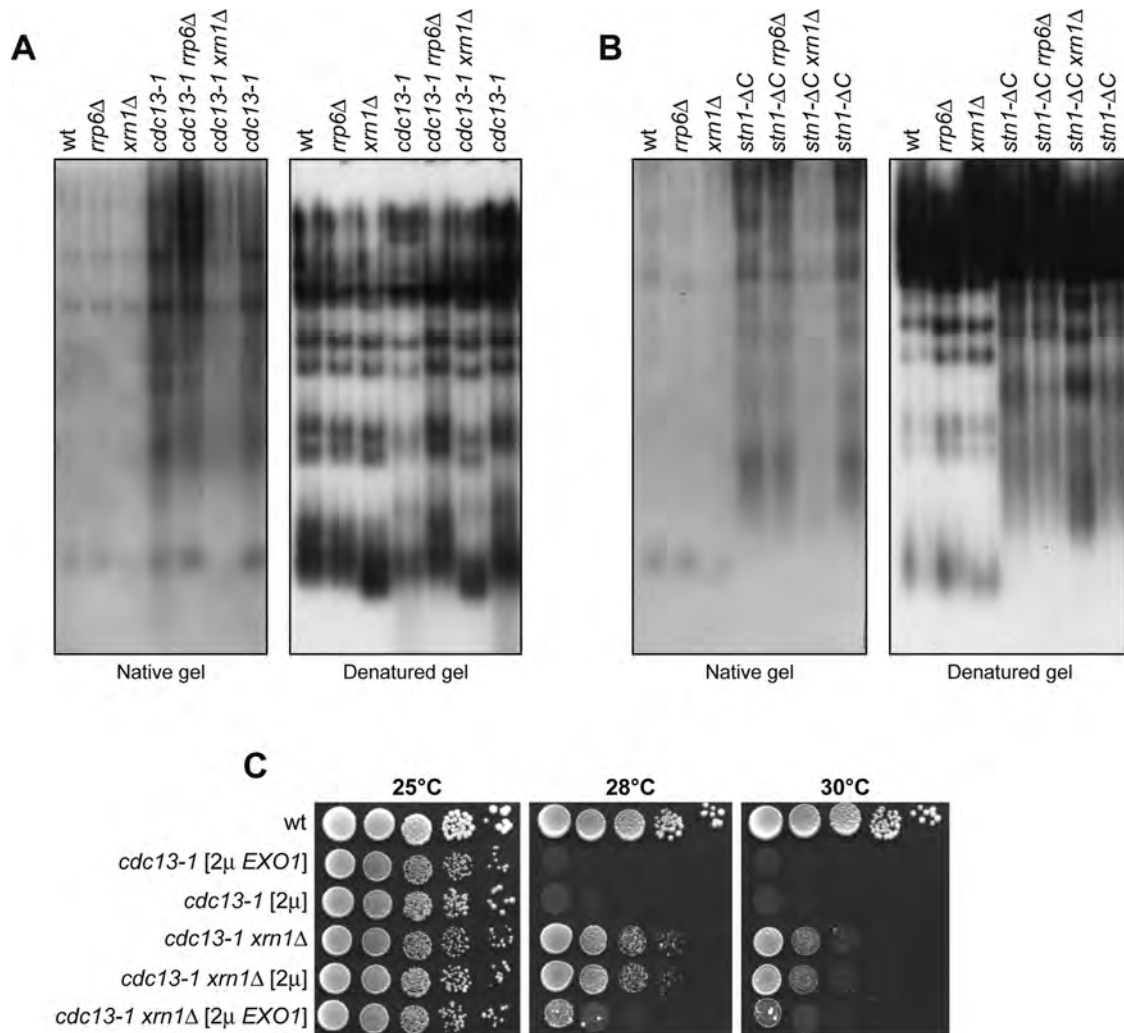 A
wt
rrp6Δ
xrn1Δ
cdc13-1
cdc13-1 rrp6Δ
cdc13-1 xrn1Δ
cdc13-1
wt
rrp6Δ
xrn1Δ
cdc13-1
cdc13-1 rrp6Δ
cdc13-1 xrn1Δ
cdc13-1
Native gel
Denatured gel
B
wt
rrp6Δ
xrn1Δ
stn1-ΔC
stn1-ΔC rrp6Δ
stn1-ΔC xrn1Δ
stn1-ΔC
wt
rrp6Δ
xrn1Δ
stn1-ΔC
stn1-ΔC rrp6Δ
stn1-ΔC xrn1Δ
stn1-ΔC
Native gel
Denatured gel
C
25°C
28°C
30°C
wt
cdc13-1 [2μ EXO1]
cdc13-1 [2μ]
cdc13-1 xrn1Δ
cdc13-1 xrn1Δ [2μ]
cdc13-1 xrn1Δ [2μ EXO1]